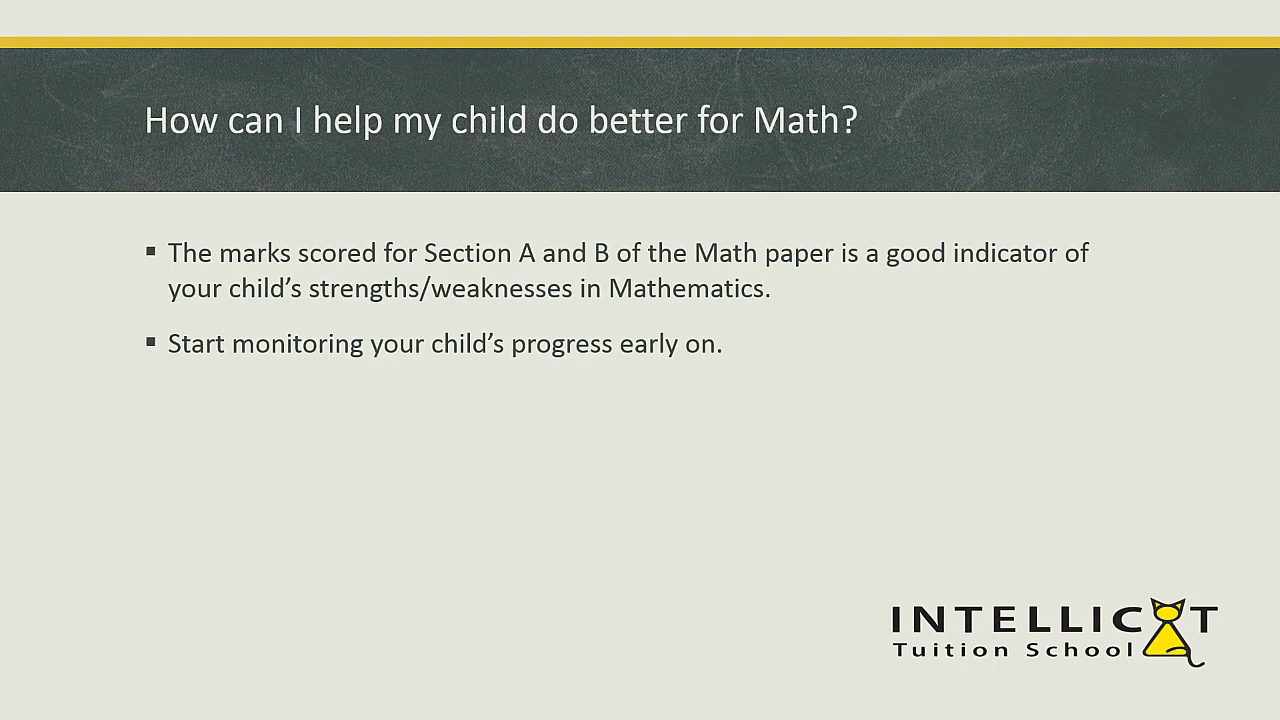 How can I help my child do better for Math?
▪ The marks scored for Section A and B of the Math paper is a good indicator of
your child’s strengths/weaknesses in Mathematics.
▪ Start monitoring your child’s progress early on.
INTELLICAT
Tuition School